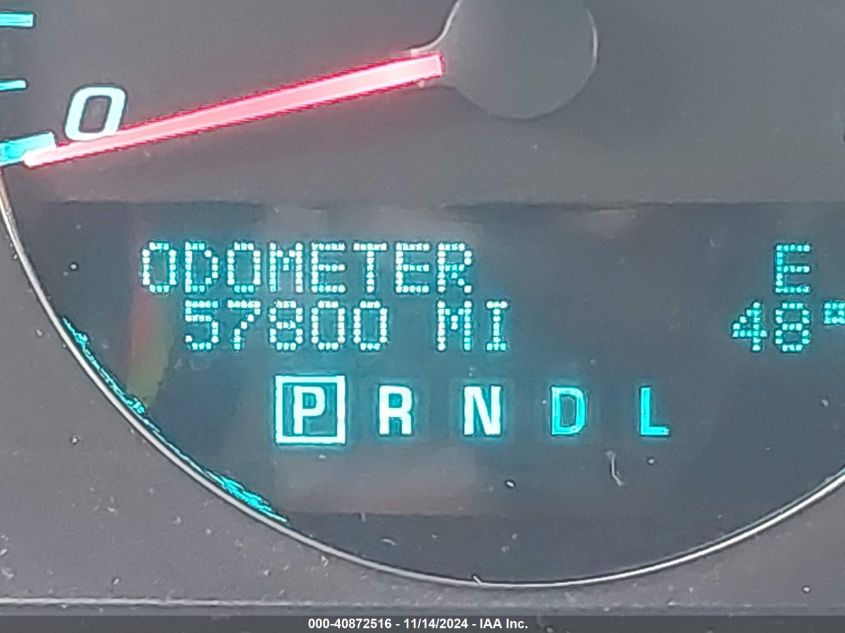 0
ODOMETER E
57800 MI 48°
P R N D L
000-40872516 - 11/14/2024 - IAA Inc.